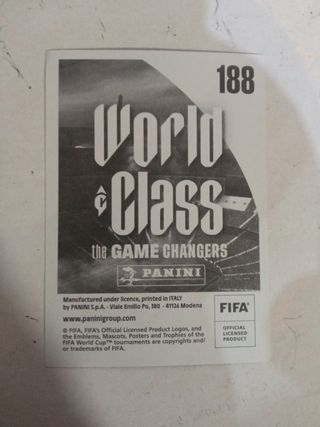 188
World
Class
the GAME CHANGERS
PANINI
Manufactured under licence, printed in ITALY
by PANINI S.p.A. - Viale Emilio Po, 380 - 41126 Modena
www.paninigroup.com
© FIFA, FIFA's Official Licensed Product Logos, and
the Emblems, Mascots, Posters and Trophies of the
FIFA World Cup™ tournaments are copyrights and/
or trademarks of FIFA.
FIFA®
OFFICIAL
LICENSED
PRODUCT